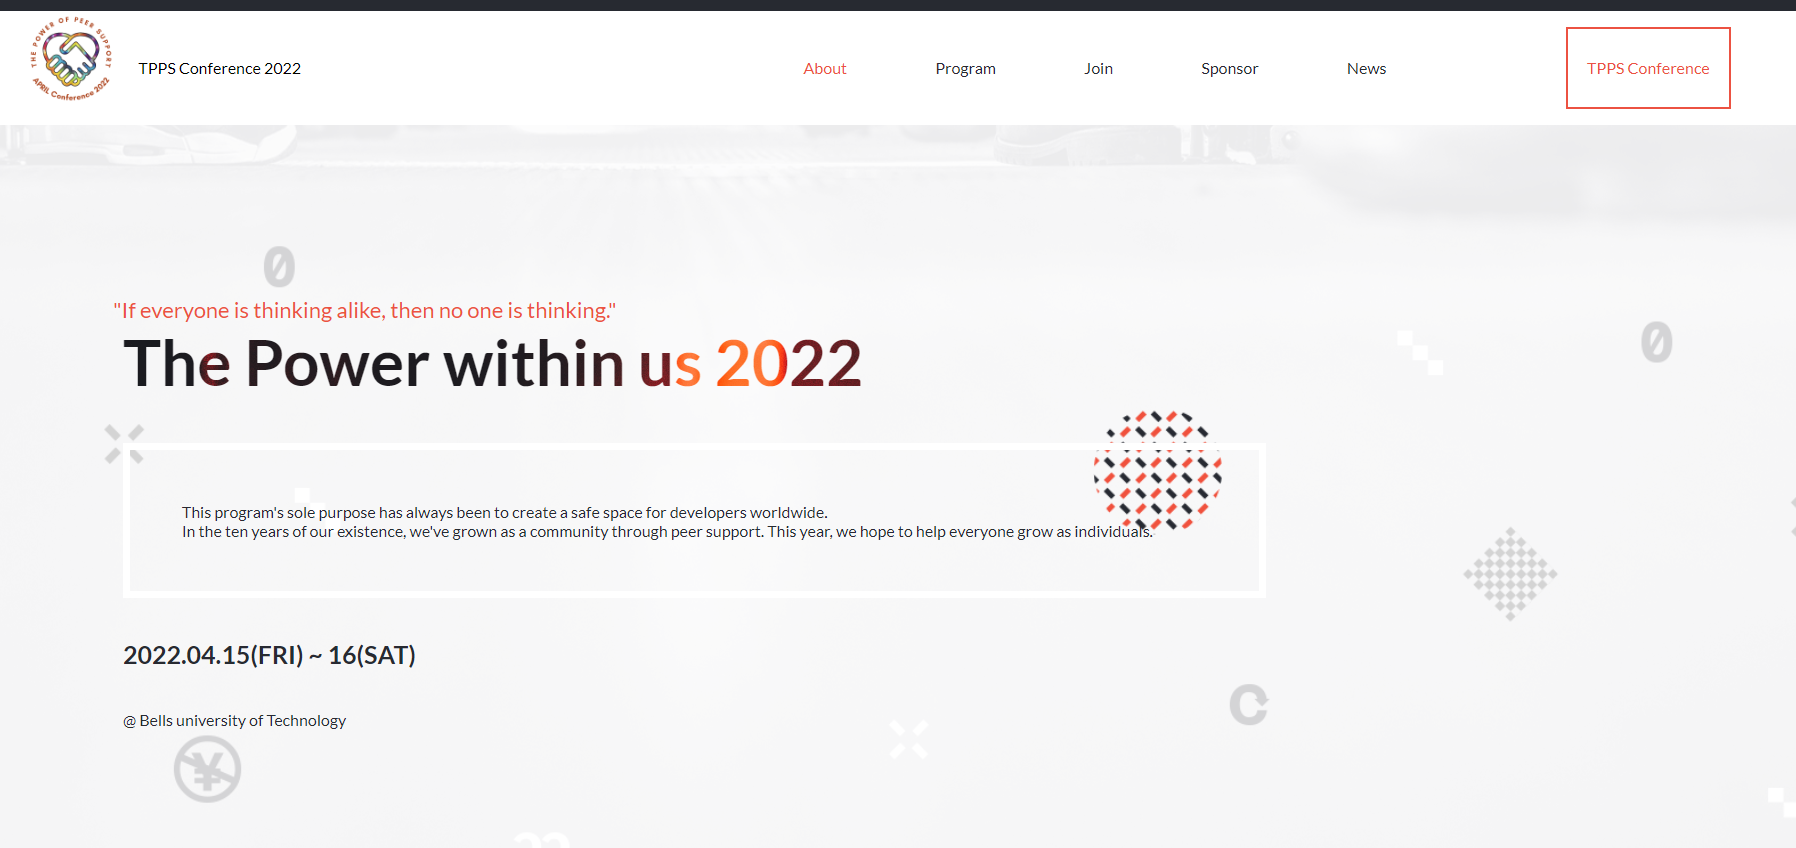 THE POWER OF PEER SUPPORT
APRIL Conference 2022
TPPS Conference 2022
About
Program
Join
Sponsor
News
TPPS Conference
0
"If everyone is thinking alike, then no one is thinking."
The Power within us 2022
0
This program's sole purpose has always been to create a safe space for developers worldwide.
In the ten years of our existence, we've grown as a community through peer support. This year, we hope to help everyone grow as individuals.
2022.04.15(FRI) ~ 16(SAT)
@ Bells university of Technology
¥